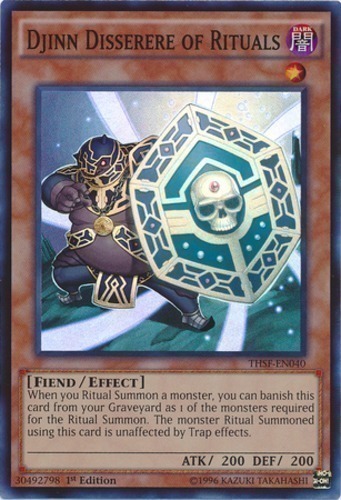 Djinn Disserere of Rituals
DARK
闇
THSF-EN040
[Fiend / Effect]
When you Ritual Summon a monster, you can banish
this card from your Graveyard as 1 of the monsters required
for the Ritual Summon. The monster Ritual Summoned
using this card is unaffected by Trap effects.
ATK/ 200 DEF/ 200
30492798 1st Edition ©1996 KAZUKI TAKAHASHI